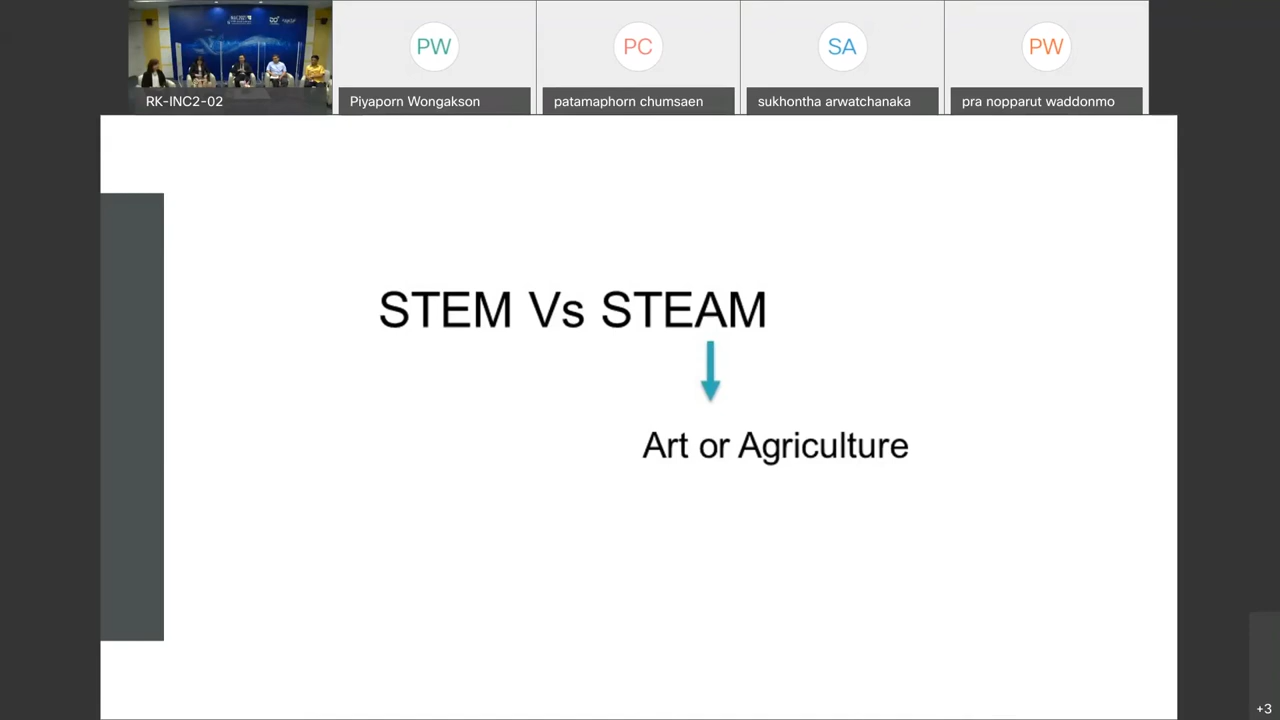 PW
PC
SA
PW
RK-INC2-02
Piyaporn Wongakson
patamaphorn chumsaen
sukhontha arwatchanaka
pra nopparut waddonmo
STEM Vs STEAM
Art or Agriculture
+3